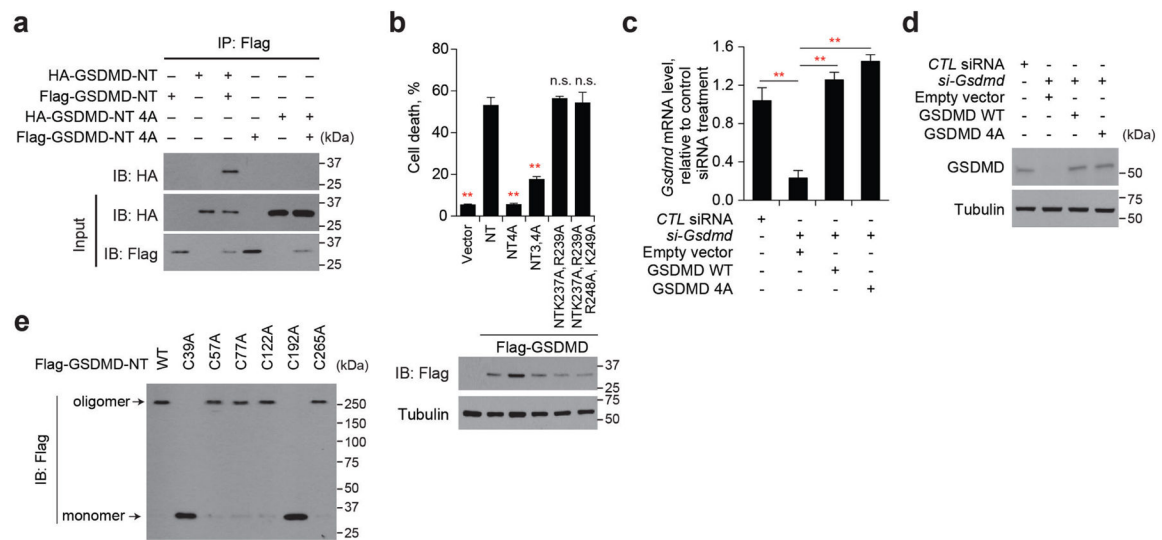 a
IP: Flag
HA-GSDMD-NT – + + – – –
Flag-GSDMD-NT + – + – – –
HA-GSDMD-NT 4A – – – – + +
Flag-GSDMD-NT 4A – – – + – + (kDa)
IB: HA
37
25
Input
IB: HA
37
25
IB: Flag
37
25
b
Cell death, %
80
60
40
20
0
**
**
**
n.s. n.s.
Vector
NT
NT4A
NT3,4A
NTK237A, R239A
NTK237A, R239A
R248A, K249A
Flag-GSDMD
IB: Flag
37
25
Tubulin
75
50
c
Gsdmd mRNA level,
relative to control
siRNA treatment
1.6
1.2
0.8
0.4
0.0
**
**
**
CTL siRNA + - - -
si-Gsdmd - + + +
Empty vector - + - -
GSDMD WT - - + -
GSDMD 4A - - - +
d
CTL siRNA + - - -
si-Gsdmd - + + +
Empty vector - + - -
GSDMD WT - - + -
GSDMD 4A - - - + (kDa)
GSDMD
50
Tubulin
75
50
e
Flag-GSDMD-NT WT C39A C57A C77A C122A C192A C265A (kDa)
IB: Flag
oligomer
monomer
250
150
100
75
50
37
25